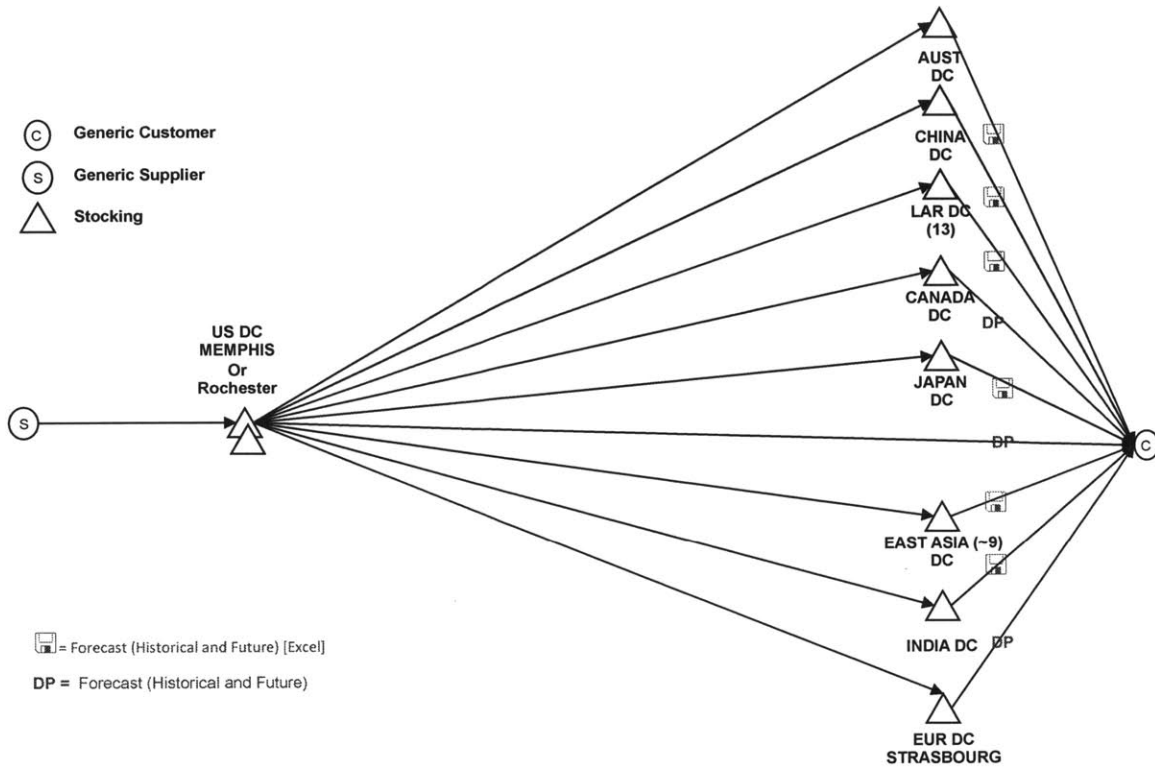 AUST
DC
C
Generic Customer
CHINA
DC
S
Generic Supplier
Stocking
LAR DC
(13)
CANADA
DC
DP
US DC
MEMPHIS
Or
Rochester
JAPAN
DC
S
DP
C
EAST ASIA (~9)
DC
INDIA DC
DP
= Forecast (Historical and Future) [Excel]
DP = Forecast (Historical and Future)
EUR DC
STRASBOURG